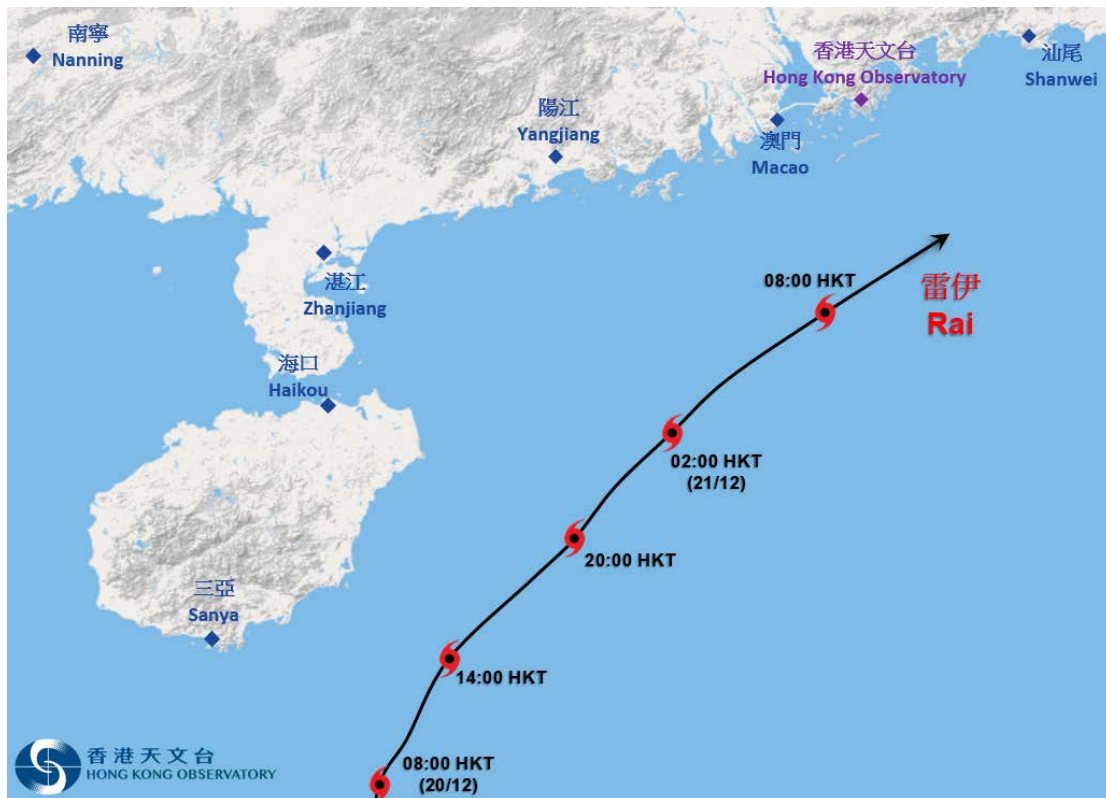 南寧
Nanning
香港天文台
Hong Kong Observatory
汕尾
Shanwei
陽江
Yangjiang
澳門
Macao
湛江
Zhanjiang
08:00 HKT
雷伊
Rai
海口
Haikou
02:00 HKT
(21/12)
20:00 HKT
三亞
Sanya
14:00 HKT
香港天文台
HONG KONG OBSERVATORY
08:00 HKT
(20/12)